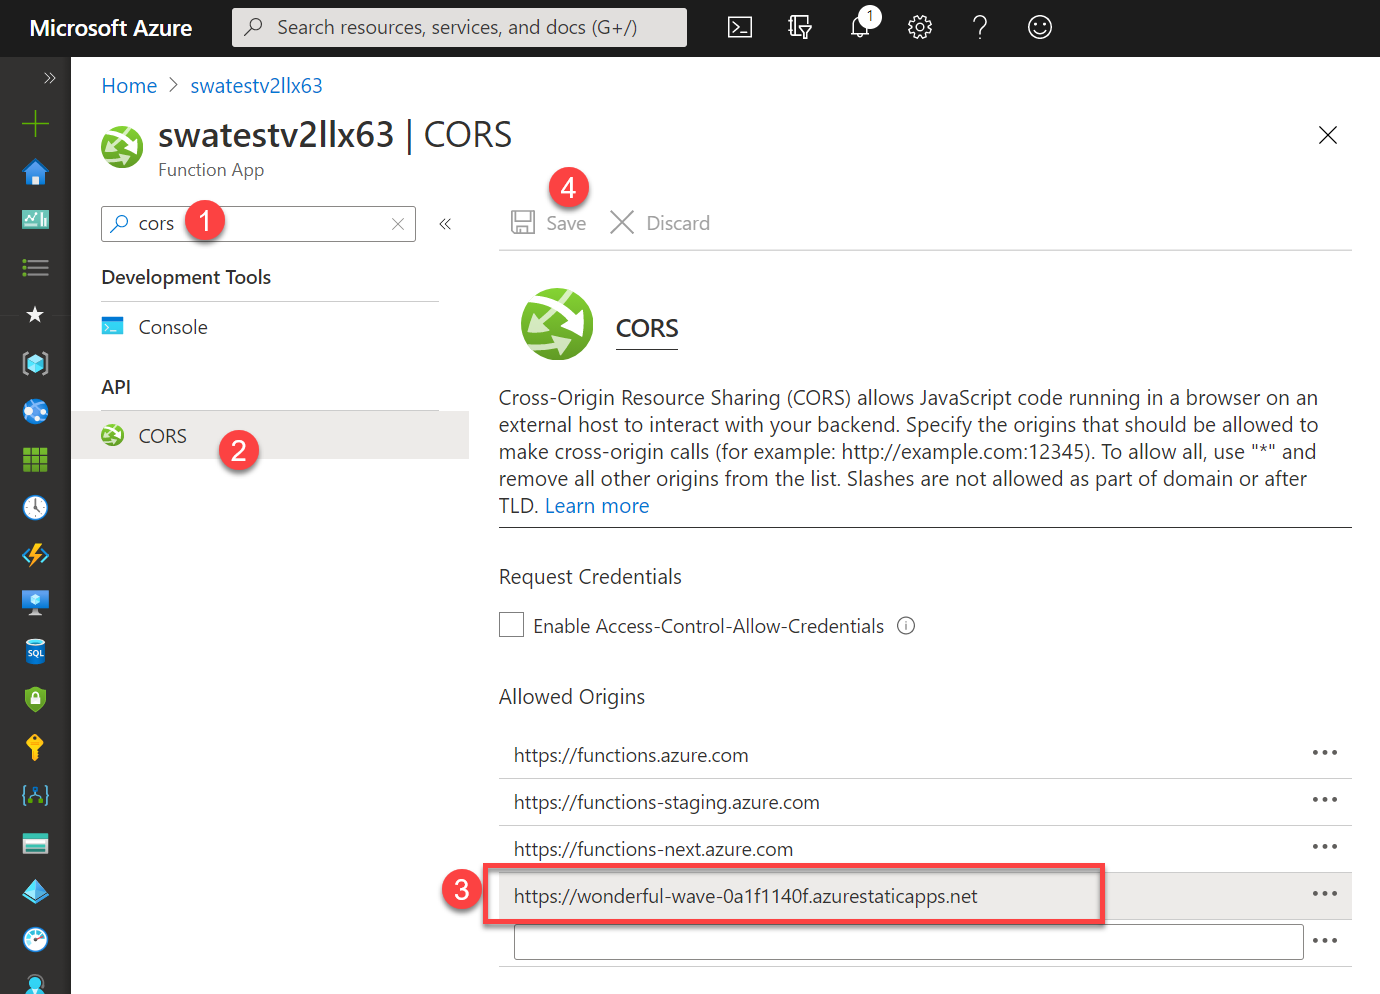 Microsoft Azure
Search resources, services, and docs (G+/)
1
Home > swatestv2llx63
swatestv2llx63 | CORS
Function App
cors
1
4
Save
Discard
Development Tools
Console
API
CORS
2
CORS
Cross-Origin Resource Sharing (CORS) allows JavaScript code running in a browser on an
external host to interact with your backend. Specify the origins that should be allowed to
make cross-origin calls (for example: http://example.com:12345). To allow all, use "*" and
remove all other origins from the list. Slashes are not allowed as part of domain or after
TLD. Learn more
Request Credentials
Enable Access-Control-Allow-Credentials
Allowed Origins
https://functions.azure.com
https://functions-staging.azure.com
https://functions-next.azure.com
3
https://wonderful-wave-0a1f1140f.azurestaticapps.net
SQL